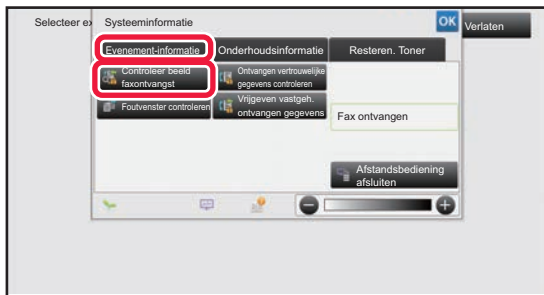 Selecteer ex
Systeeminformatie
OK
Verlaten
Evenement-informatie
Onderhoudsinformatie
Resteren. Toner
Controleer beeld
faxontvangst
Ontvangen vertrouwelijke
gegevens controleren
Foutvenster controleren
Vrijgeven vastgeh.
ontvangen gegevens
Fax ontvangen
Afstandsbediening
afsluiten